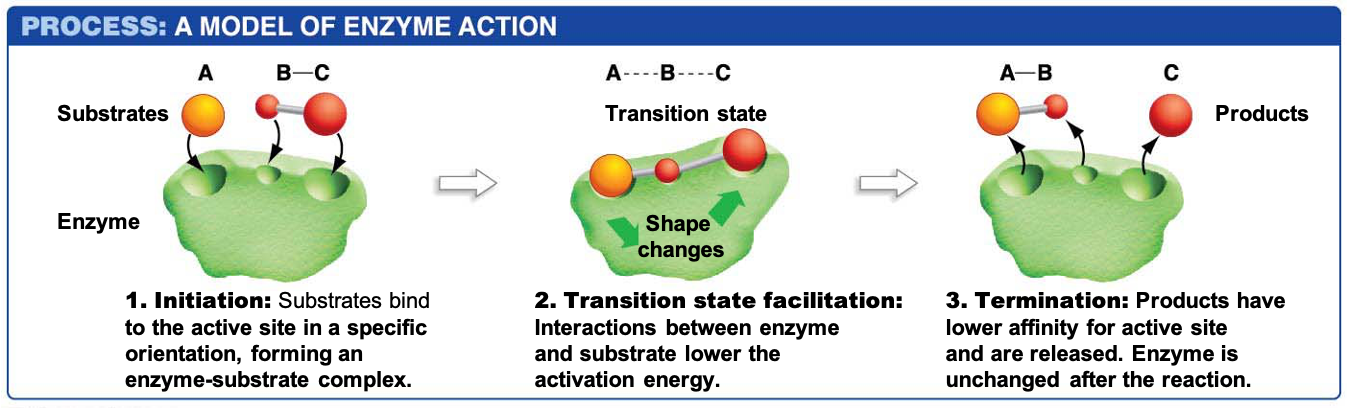 PROCESS: A MODEL OF ENZYME ACTION
A B—C
Substrates
Enzyme
1. Initiation: Substrates bind
to the active site in a specific
orientation, forming an
enzyme-substrate complex.
A----B----C
Transition state
Shape
changes
2. Transition state facilitation:
Interactions between enzyme
and substrate lower the
activation energy.
A—B C
Products
3. Termination: Products have
lower affinity for active site
and are released. Enzyme is
unchanged after the reaction.